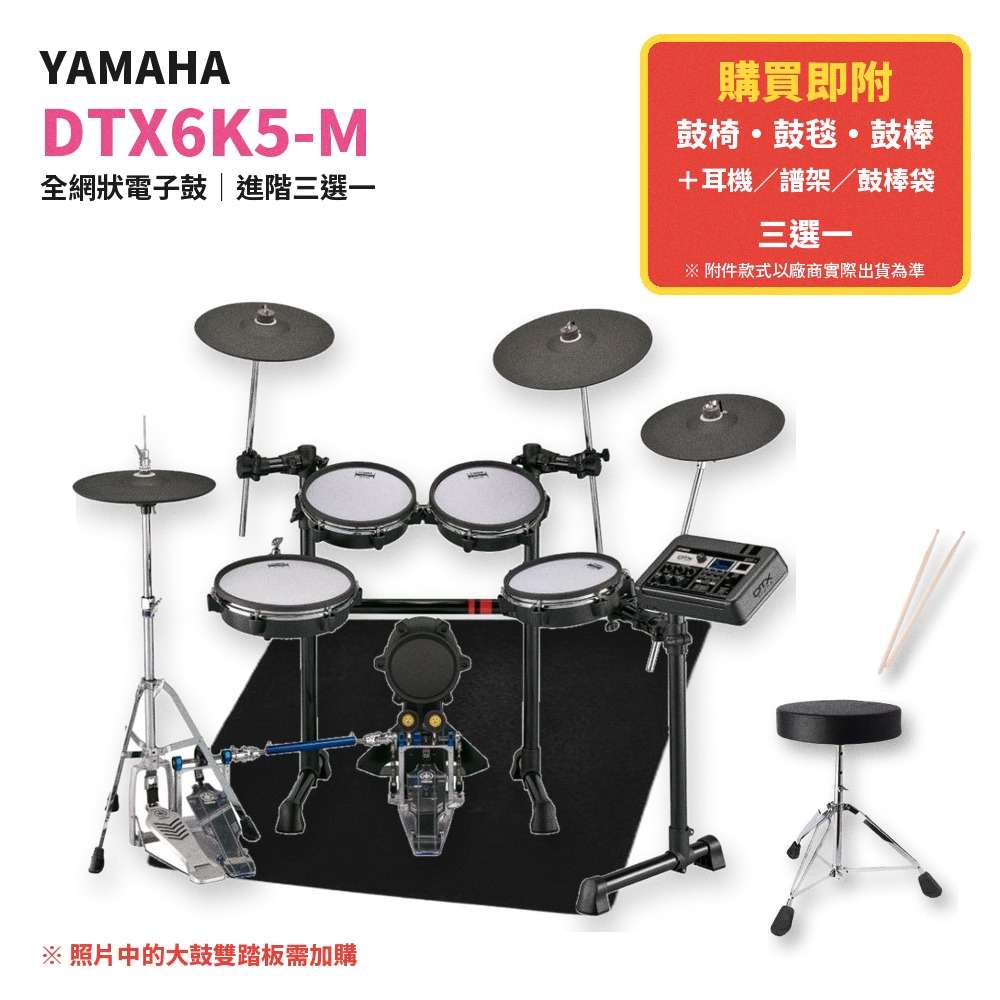 YAMAHA
DTX6K5-M
全網狀電子鼓｜進階三選一
購買即附
鼓椅・鼓毯・鼓棒
＋耳機／譜架／鼓棒袋
三選一
※ 附件款式以廠商實際出貨為準
DTX
※ 照片中的大鼓雙踏板需加購